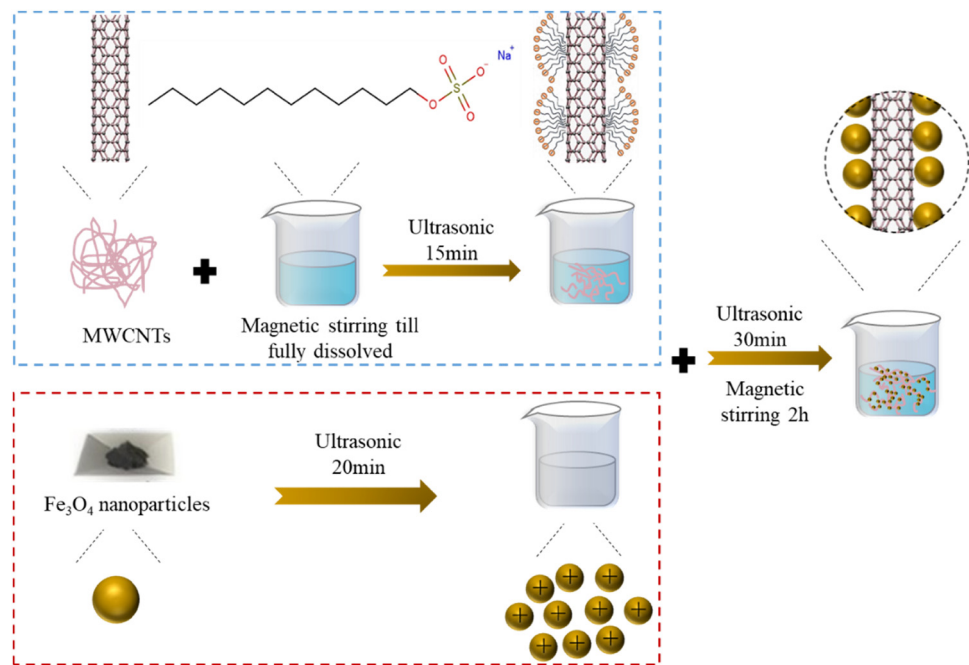 Na⁺
O
O
S
O⁻
O
Ultrasonic
15min
MWCNTs
Magnetic stirring till
fully dissolved
Ultrasonic
30min
Magnetic
stirring 2h
Ultrasonic
20min
Fe₃O₄ nanoparticles